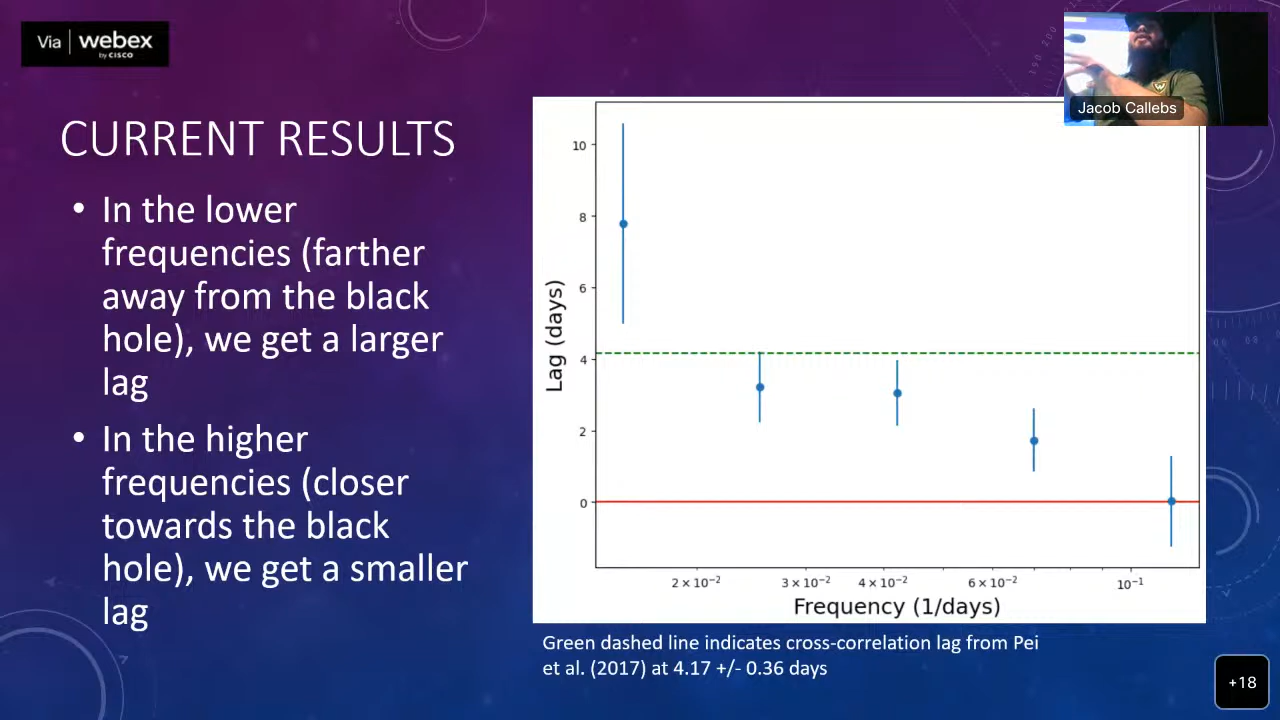 Via | webex
by CISCO
Jacob Callebs
CURRENT RESULTS
• In the lower
frequencies (farther
away from the black
hole), we get a larger
lag
• In the higher
frequencies (closer
towards the black
hole), we get a smaller
lag
10
8
6
4
2
0
Lag (days)
2 × 10⁻² 3 × 10⁻² 4 × 10⁻² 6 × 10⁻² 10⁻¹
Frequency (1/days)
Green dashed line indicates cross-correlation lag from Pei
et al. (2017) at 4.17 +/- 0.36 days
+18